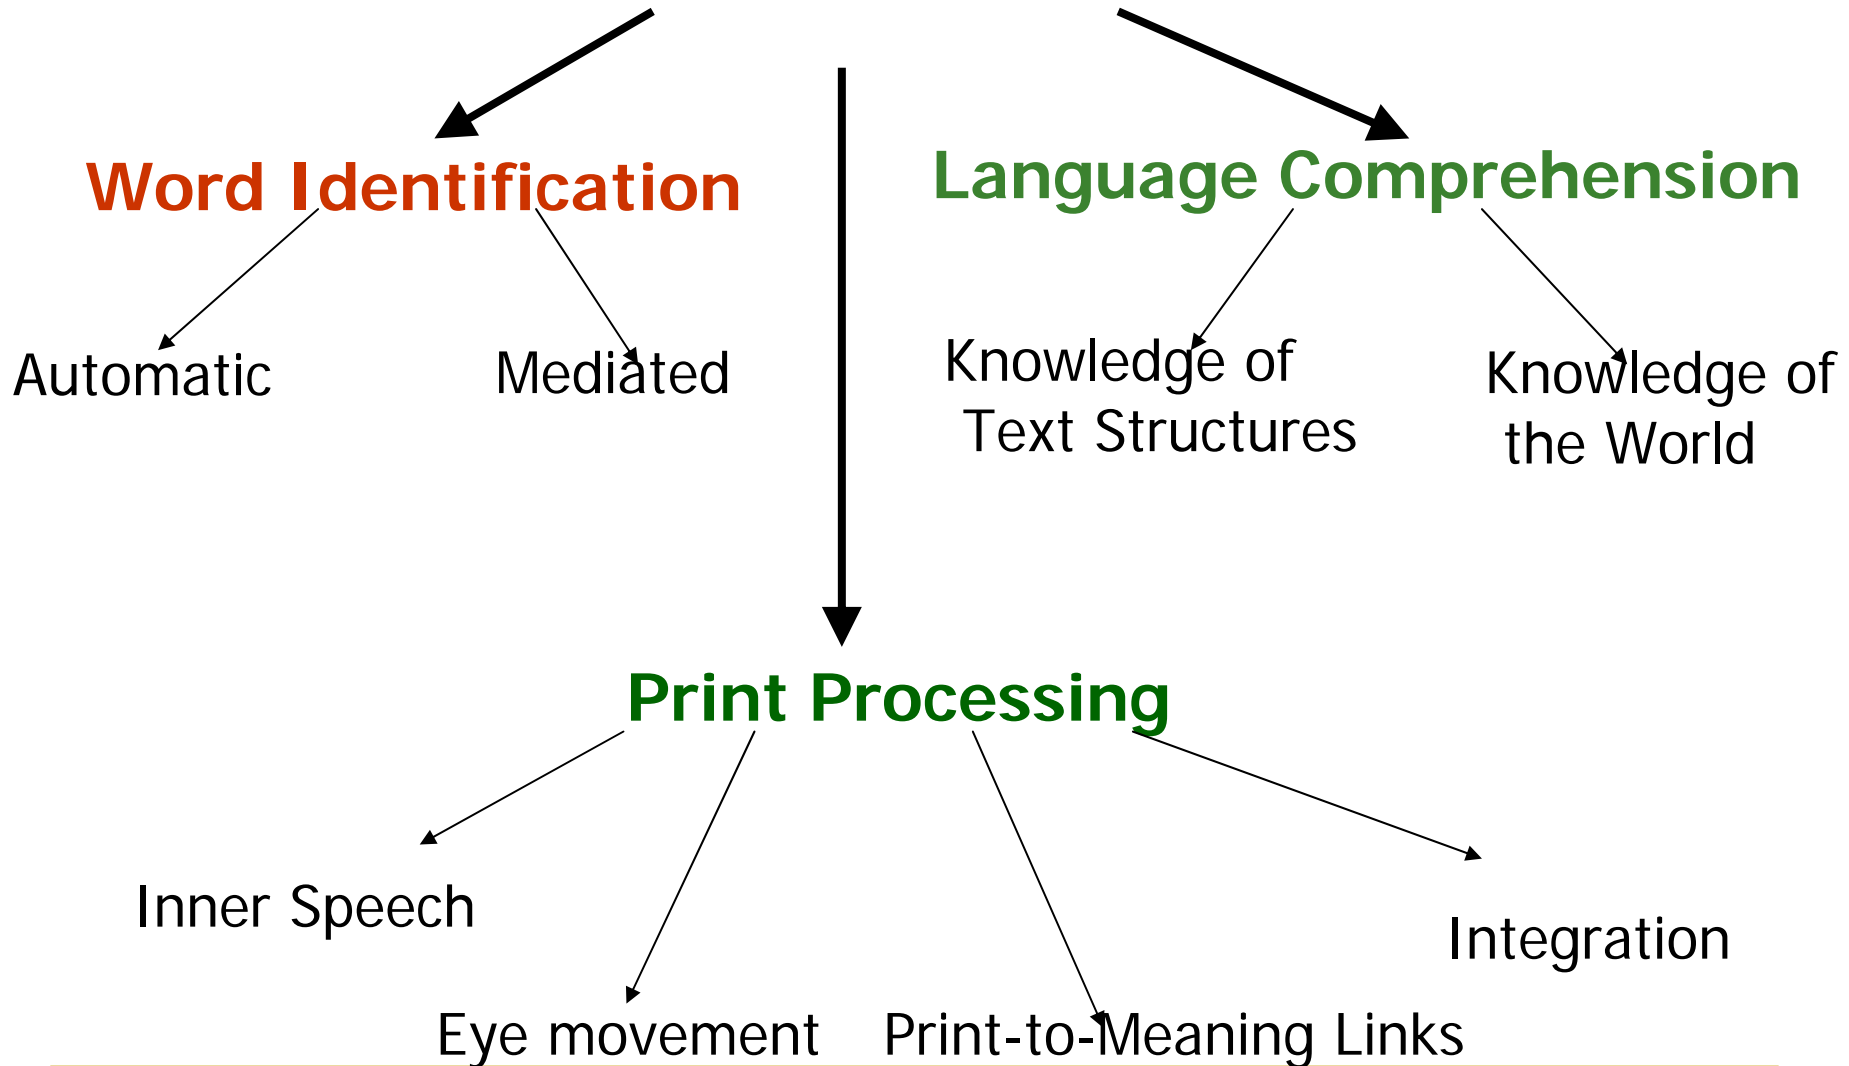 Word Identification
Language Comprehension
Automatic
Mediated
Knowledge of
Text Structures
Knowledge of
the World
Print Processing
Inner Speech
Integration
Eye movement
Print-to-Meaning Links